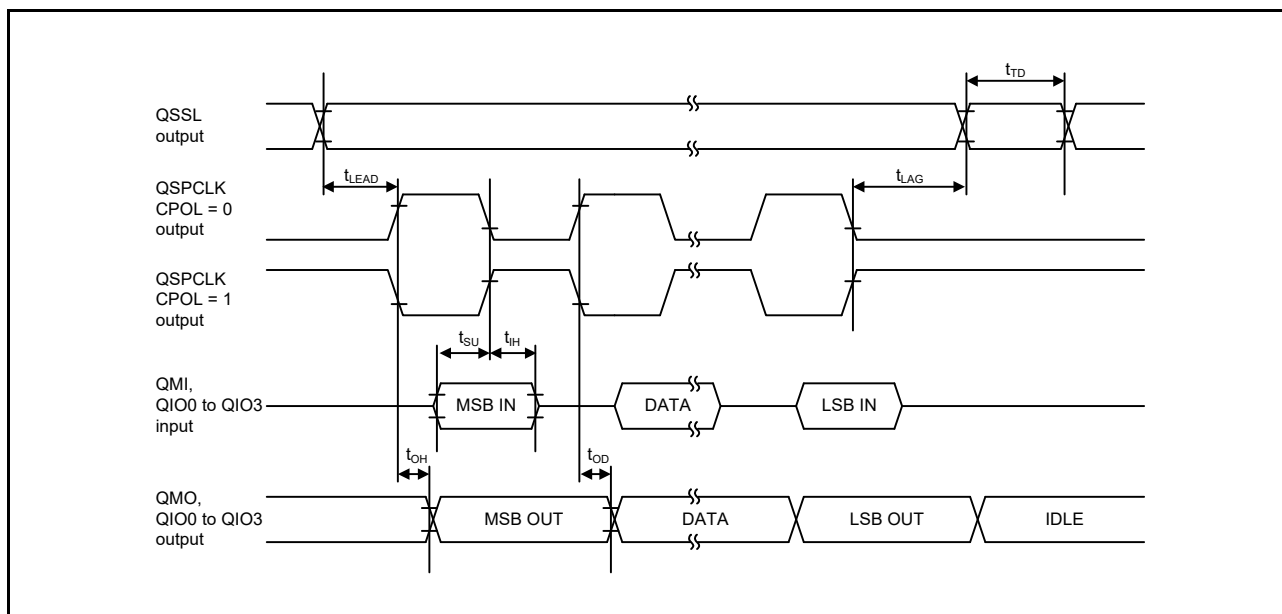 tTD
QSSL
output
tLEAD
tLAG
QSPCLK
CPOL = 0
output
QSPCLK
CPOL = 1
output
tSU
tIH
QMI,
QIO0 to QIO3
input
MSB IN
DATA
LSB IN
tOH
tOD
QMO,
QIO0 to QIO3
output
MSB OUT
DATA
LSB OUT
IDLE